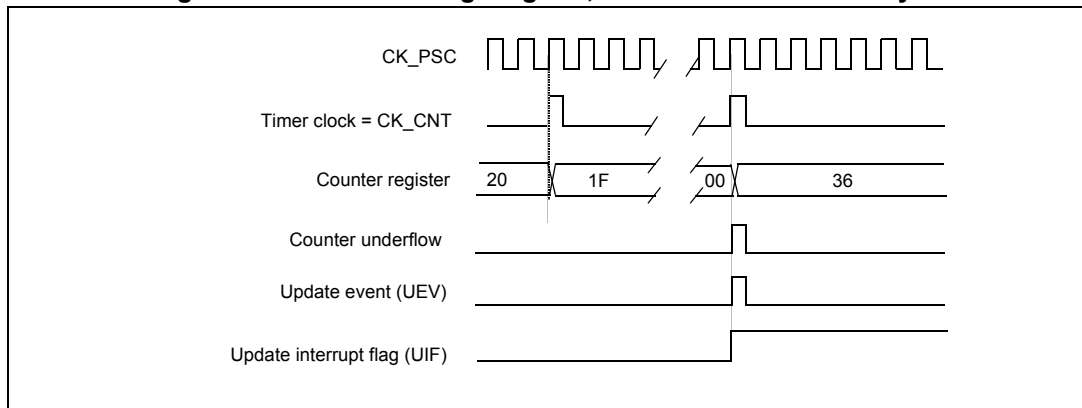 CK_PSC
Timer clock = CK_CNT
Counter register 20 1F 00 36
Counter underflow
Update event (UEV)
Update interrupt flag (UIF)